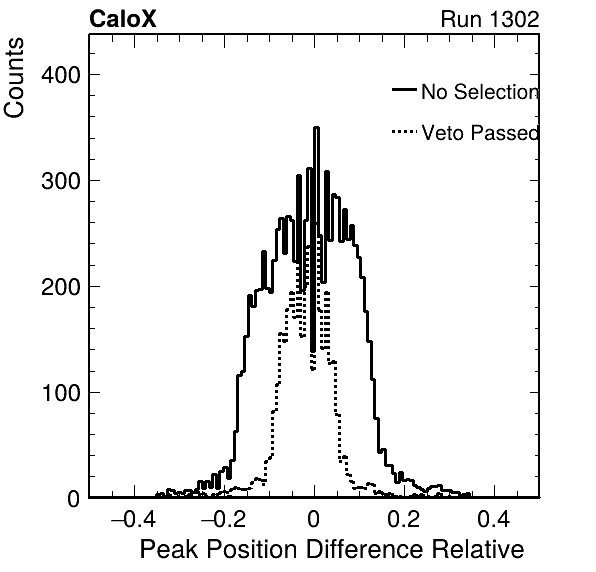 CaloX Run 1302
Counts
400
300
200
100
0
No Selection
Veto Passed
−0.4 −0.2 0 0.2 0.4
Peak Position Difference Relative